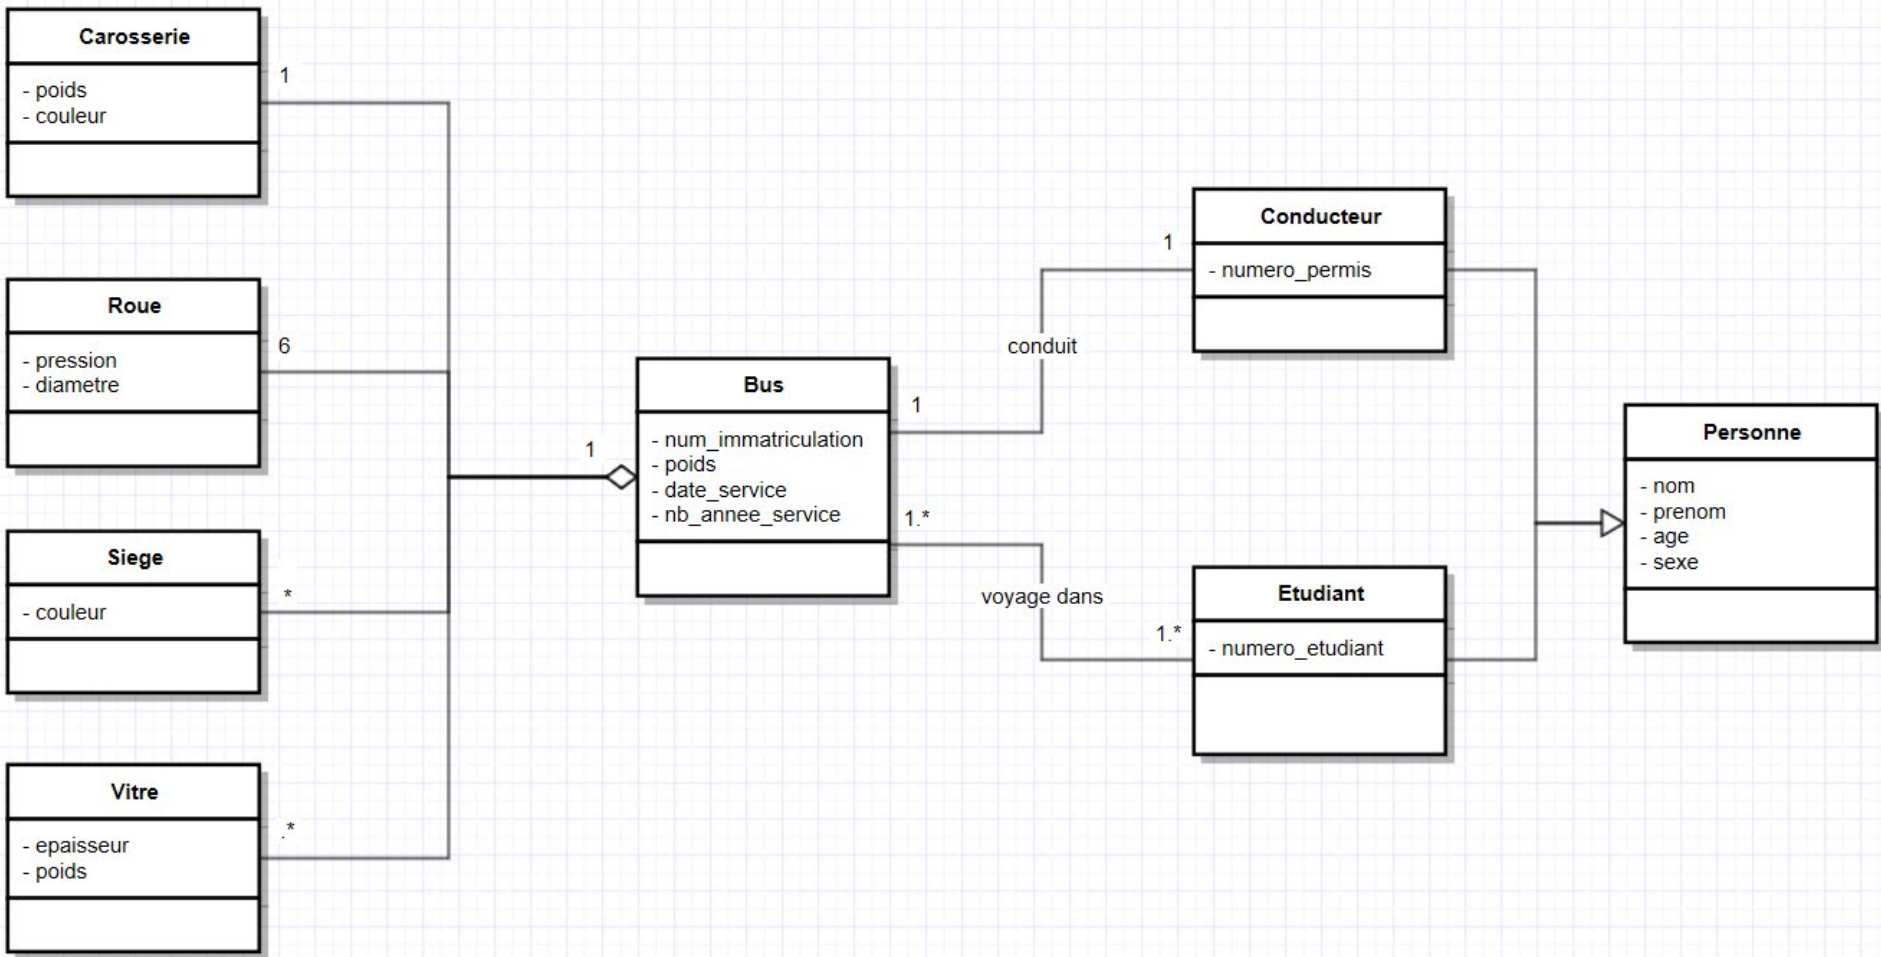 Carosserie
- poids
- couleur
1
Roue
- pression
- diametre
6
Siege
- couleur
*
Vitre
- epaisseur
- poids
.*
1
Bus
- num_immatriculation
- poids
- date_service
- nb_annee_service
1
conduit
1
1.*
voyage dans
1.*
Conducteur
- numero_permis
Etudiant
- numero_etudiant
Personne
- nom
- prenom
- age
- sexe